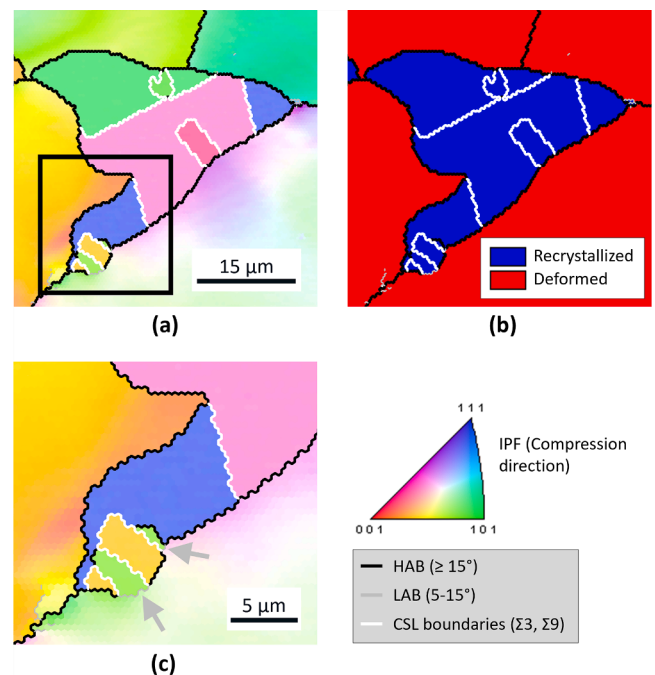 15 μm
Recrystallized
Deformed
(a)
(b)
111
IPF (Compression
direction)
001
101
HAB (≥ 15°)
LAB (5-15°)
CSL boundaries (Σ3, Σ9)
5 μm
(c)